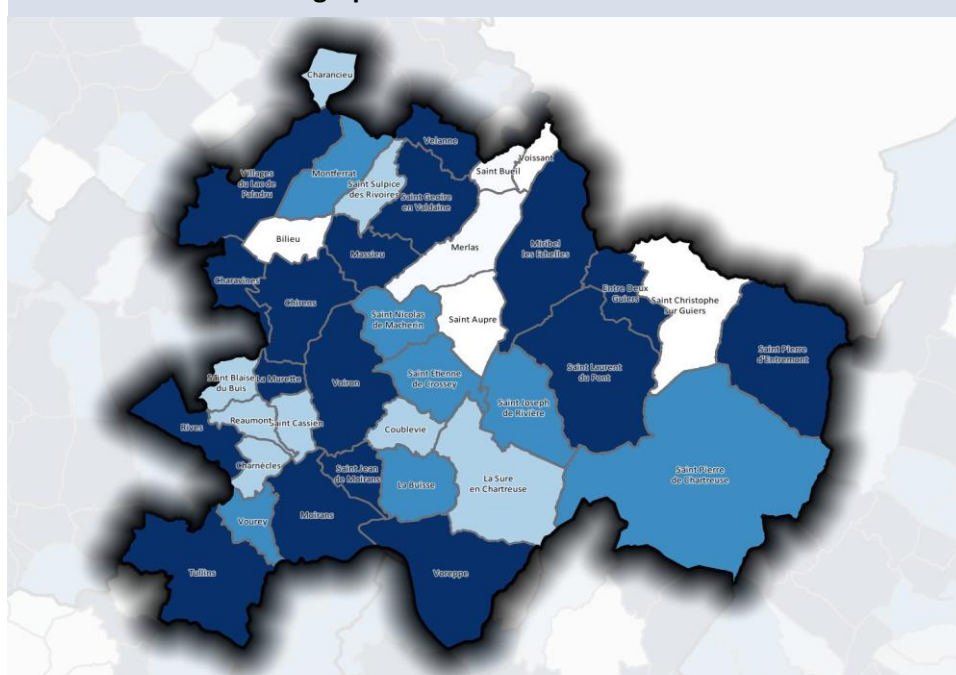 Charancieu
Velanne
Voissant
Saint Bueil
Villages
du Lac de
Paladru
Montferrat
Saint Sulpice
des Rivoires
Saint Geoire
en Valdaine
Bilieu
Massieu
Merlas
Miribel
les Echelles
Charavines
Chirens
Entre Deux
Guiers
Saint Christophe
sur Guiers
Saint Nicolas
de Macherin
Saint Aupre
Saint Pierre
d'Entremont
Saint Laurent
du Pont
Saint Blaise
du Buis
La Murette
Voiron
Saint Etienne
de Crossey
Saint Joseph
de Rivière
Rives
Reaumont
Saint Cassien
Coublevie
Charnècles
Saint Jean
de Moirans
La Buisse
La Sure
en Chartreuse
Saint Pierre
de Chartreuse
Vourey
Moirans
Tullins
Voreppe